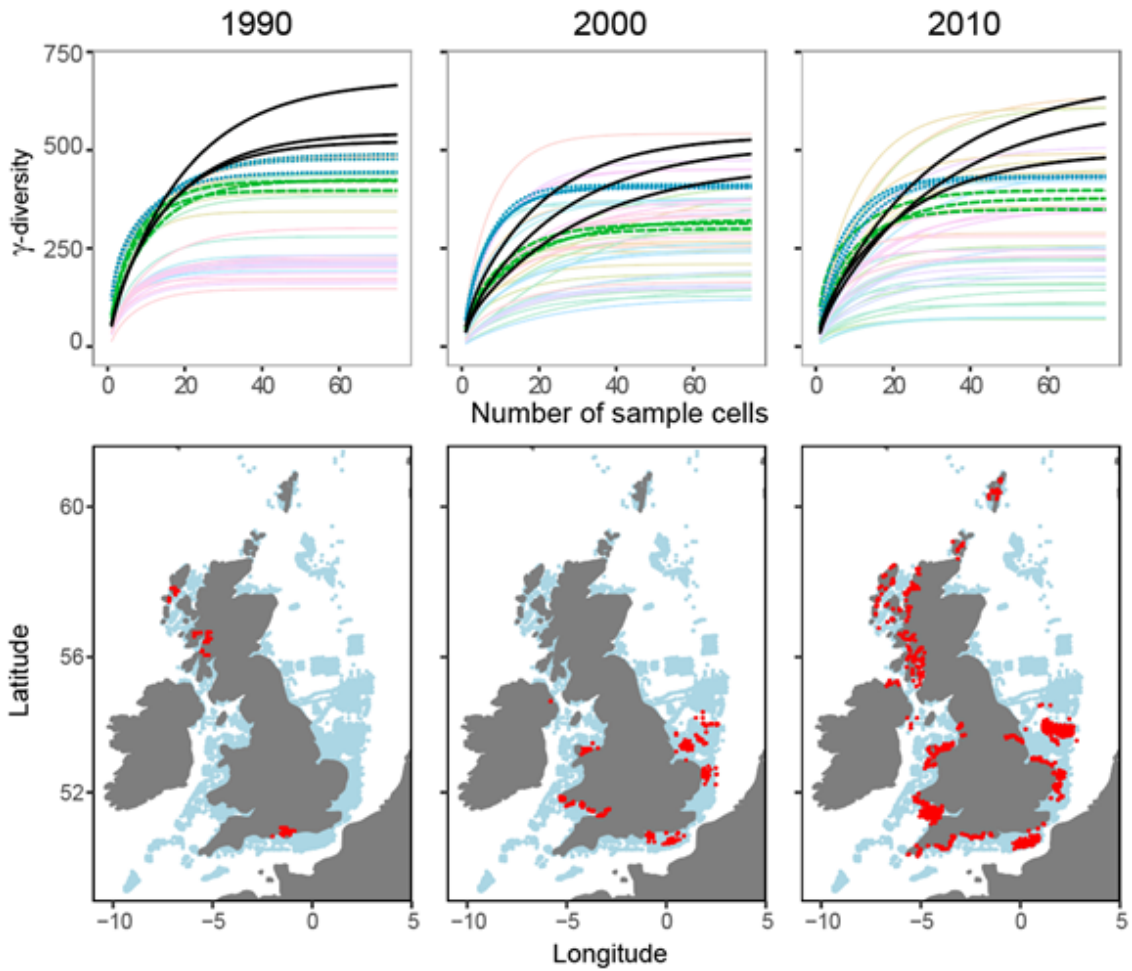 1990 2000 2010
750
500
250
0
γ-diversity
0 20 40 60 0 20 40 60 0 20 40 60
Number of sample cells
60
56
52
Latitude
−10 −5 0 5 −10 −5 0 5 −10 −5 0 5
Longitude